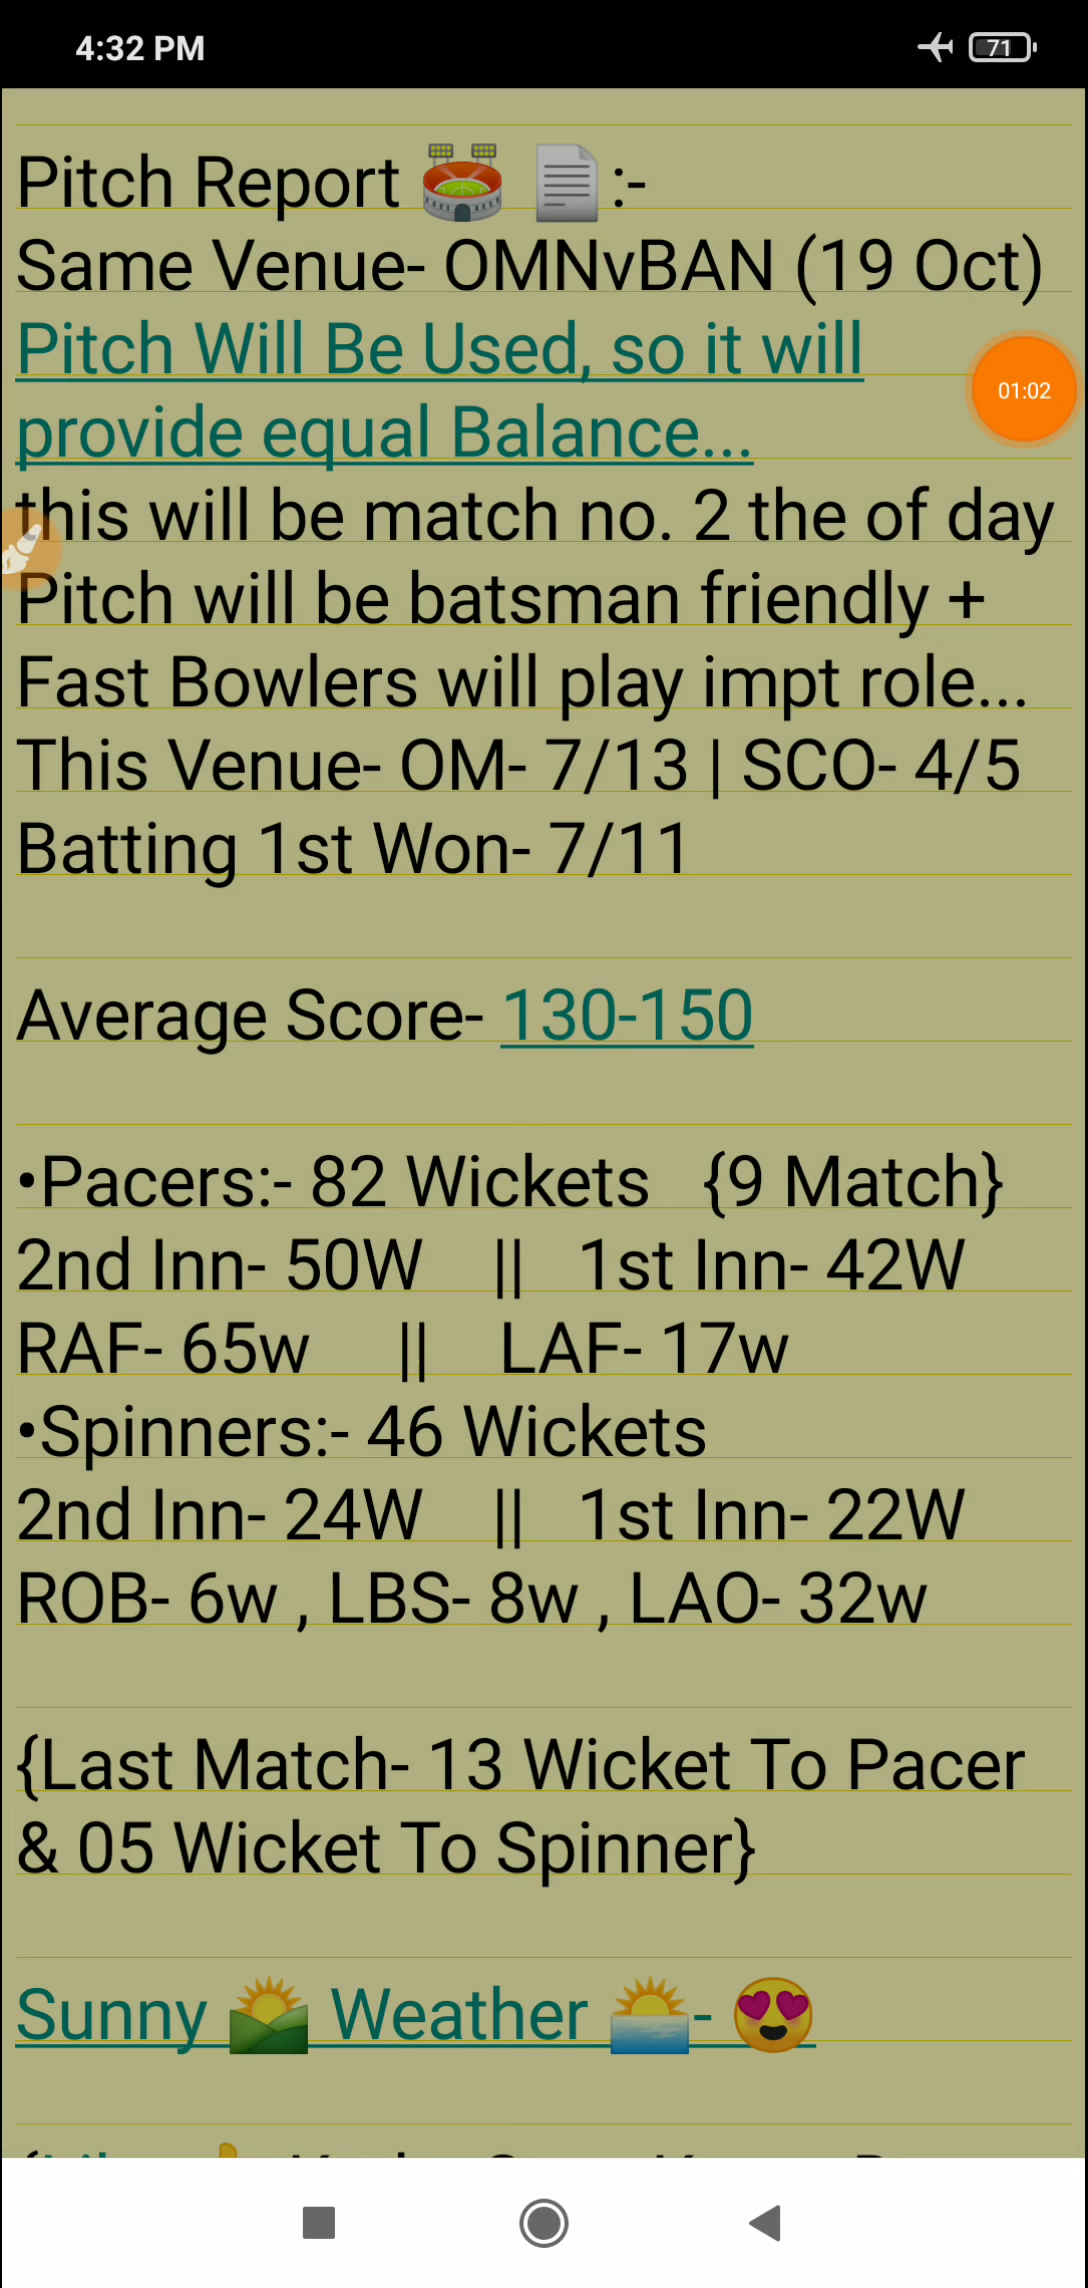 4:32 PM
71
Pitch Report 🏟️ 📄:-
Same Venue- OMNvBAN (19 Oct)
Pitch Will Be Used, so it will
01:02
provide equal Balance...
this will be match no. 2 the of day
Pitch will be batsman friendly +
Fast Bowlers will play impt role...
This Venue- OM- 7/13 | SCO- 4/5
Batting 1st Won- 7/11
Average Score- 130-150
•Pacers:- 82 Wickets {9 Match}
2nd Inn- 50W || 1st Inn- 42W
RAF- 65w || LAF- 17w
•Spinners:- 46 Wickets
2nd Inn- 24W || 1st Inn- 22W
ROB- 6w , LBS- 8w , LAO- 32w
{Last Match- 13 Wicket To Pacer
& 05 Wicket To Spinner}
Sunny 🌄 Weather 🌅- 😍